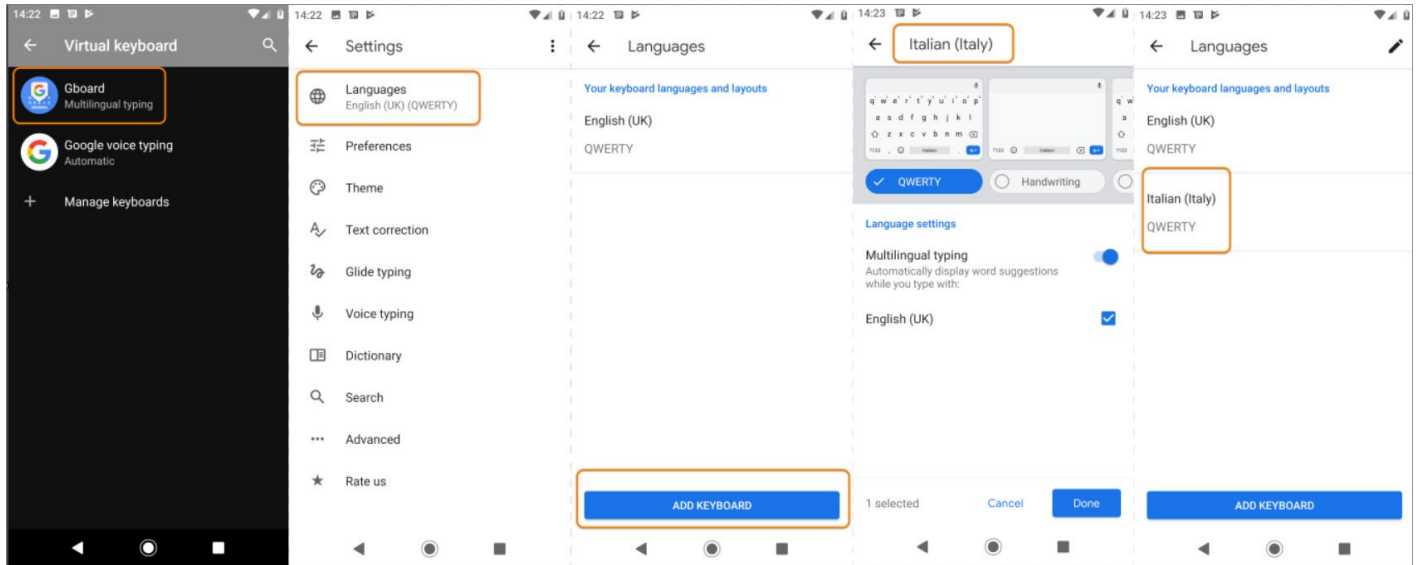 14:22
Virtual keyboard
Gboard
Multilingual typing
Google voice typing
Automatic
Manage keyboards
14:22
Settings
Languages
English (UK) (QWERTY)
Preferences
Theme
Text correction
Glide typing
Voice typing
Dictionary
Search
Advanced
Rate us
14:22
Languages
Your keyboard languages and layouts
English (UK)
QWERTY
ADD KEYBOARD
14:23
Italian (Italy)
q w e r t y u i o p
a s d f g h j k l
z x c v b n m
QWERTY
Handwriting
Language settings
Multilingual typing
Automatically display word suggestions
while you type with:
English (UK)
1 selected
Cancel
Done
14:23
Languages
Your keyboard languages and layouts
English (UK)
QWERTY
Italian (Italy)
QWERTY
ADD KEYBOARD